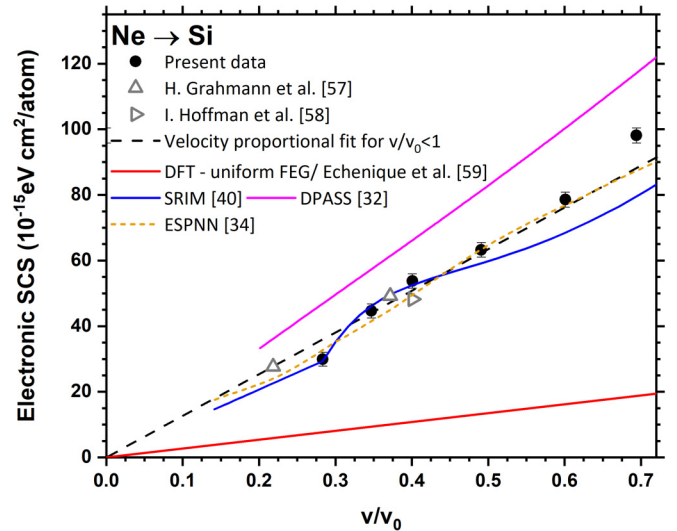 Ne → Si
Present data
H. Grahmann et al. [57]
I. Hoffman et al. [58]
Velocity proportional fit for v/v₀<1
DFT - uniform FEG/ Echenique et al. [59]
SRIM [40] DPASS [32]
ESPNN [34]
Electronic SCS (10⁻¹⁵eV cm²/atom)
120
100
80
60
40
20
0
0.0 0.1 0.2 0.3 0.4 0.5 0.6 0.7
v/v₀